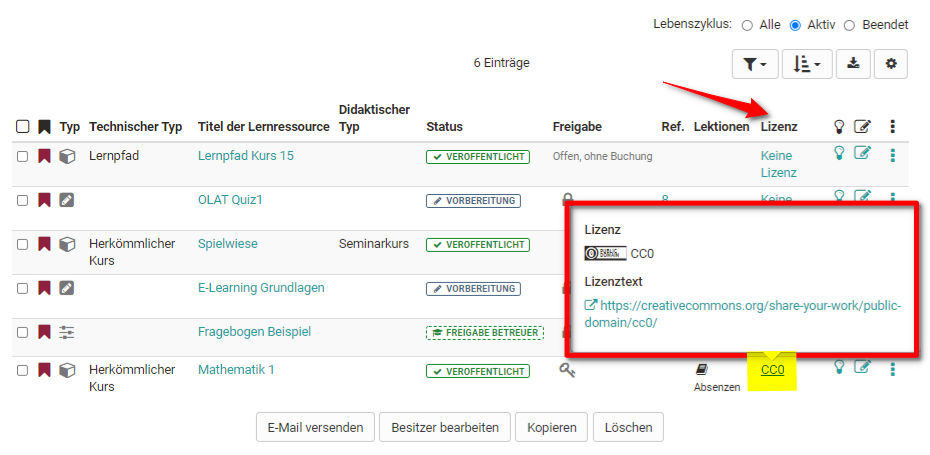 Lebenszyklus: Alle Aktiv Beendet
6 Einträge
Typ Technischer Typ Titel der Lernressource Didaktischer Typ Status Freigabe Ref. Lektionen Lizenz
Lernpfad Lernpfad Kurs 15 VERÖFFENTLICHT Offen, ohne Buchung Keine
Lizenz
OLAT Quiz1 VORBEREITUNG 8 Keine
Lizenz
PUBLIC DOMAIN CC0
Lizenztext
https://creativecommons.org/share-your-work/public-
domain/cc0/
Herkömmlicher Spielwiese Seminarkurs VERÖFFENTLICHT
Kurs
E-Learning Grundlagen VORBEREITUNG
Fragebogen Beispiel FREIGABE BETREUER
Herkömmlicher Mathematik 1 VERÖFFENTLICHT CC0
Kurs Absenzen
E-Mail versenden Besitzer bearbeiten Kopieren Löschen